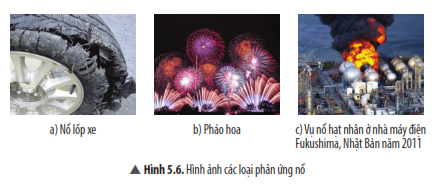 a) Nổ lốp xe
b) Pháo hoa
c) Vụ nổ hạt nhân ở nhà máy điện
Fukushima, Nhật Bản năm 2011
▲ Hình 5.6. Hình ảnh các loại phản ứng nổ